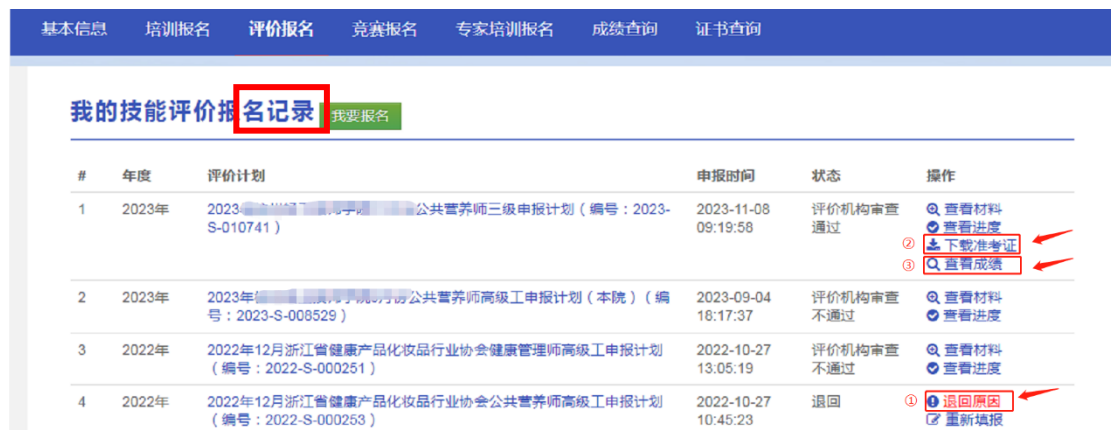 基本信息 培训报名 评价报名 竞赛报名 专家培训报名 成绩查询 证书查询
我的技能评价报名记录 我要报名
# 年度 评价计划 申报时间 状态 操作
1 2023年 2023 公共营养师三级申报计划（编号：2023- 2023-11-08 评价机构审查 查看材料
S-010741） 09:19:58 通过 查看进度
② 下载准考证
③ 查看成绩
2 2023年 2023年 公共营养师高级工申报计划（本院）（编 2023-09-04 评价机构审查 查看材料
号：2023-S-008529） 18:17:37 不通过 查看进度
3 2022年 2022年12月浙江省健康产品化妆品行业协会健康管理师高级工申报计划 2022-10-27 评价机构审查 查看材料
（编号：2022-S-000251） 13:05:19 不通过 查看进度
4 2022年 2022年12月浙江省健康产品化妆品行业协会公共营养师高级工申报计划 2022-10-27 退回 ① 退回原因
（编号：2022-S-000253） 10:45:23 重新填报